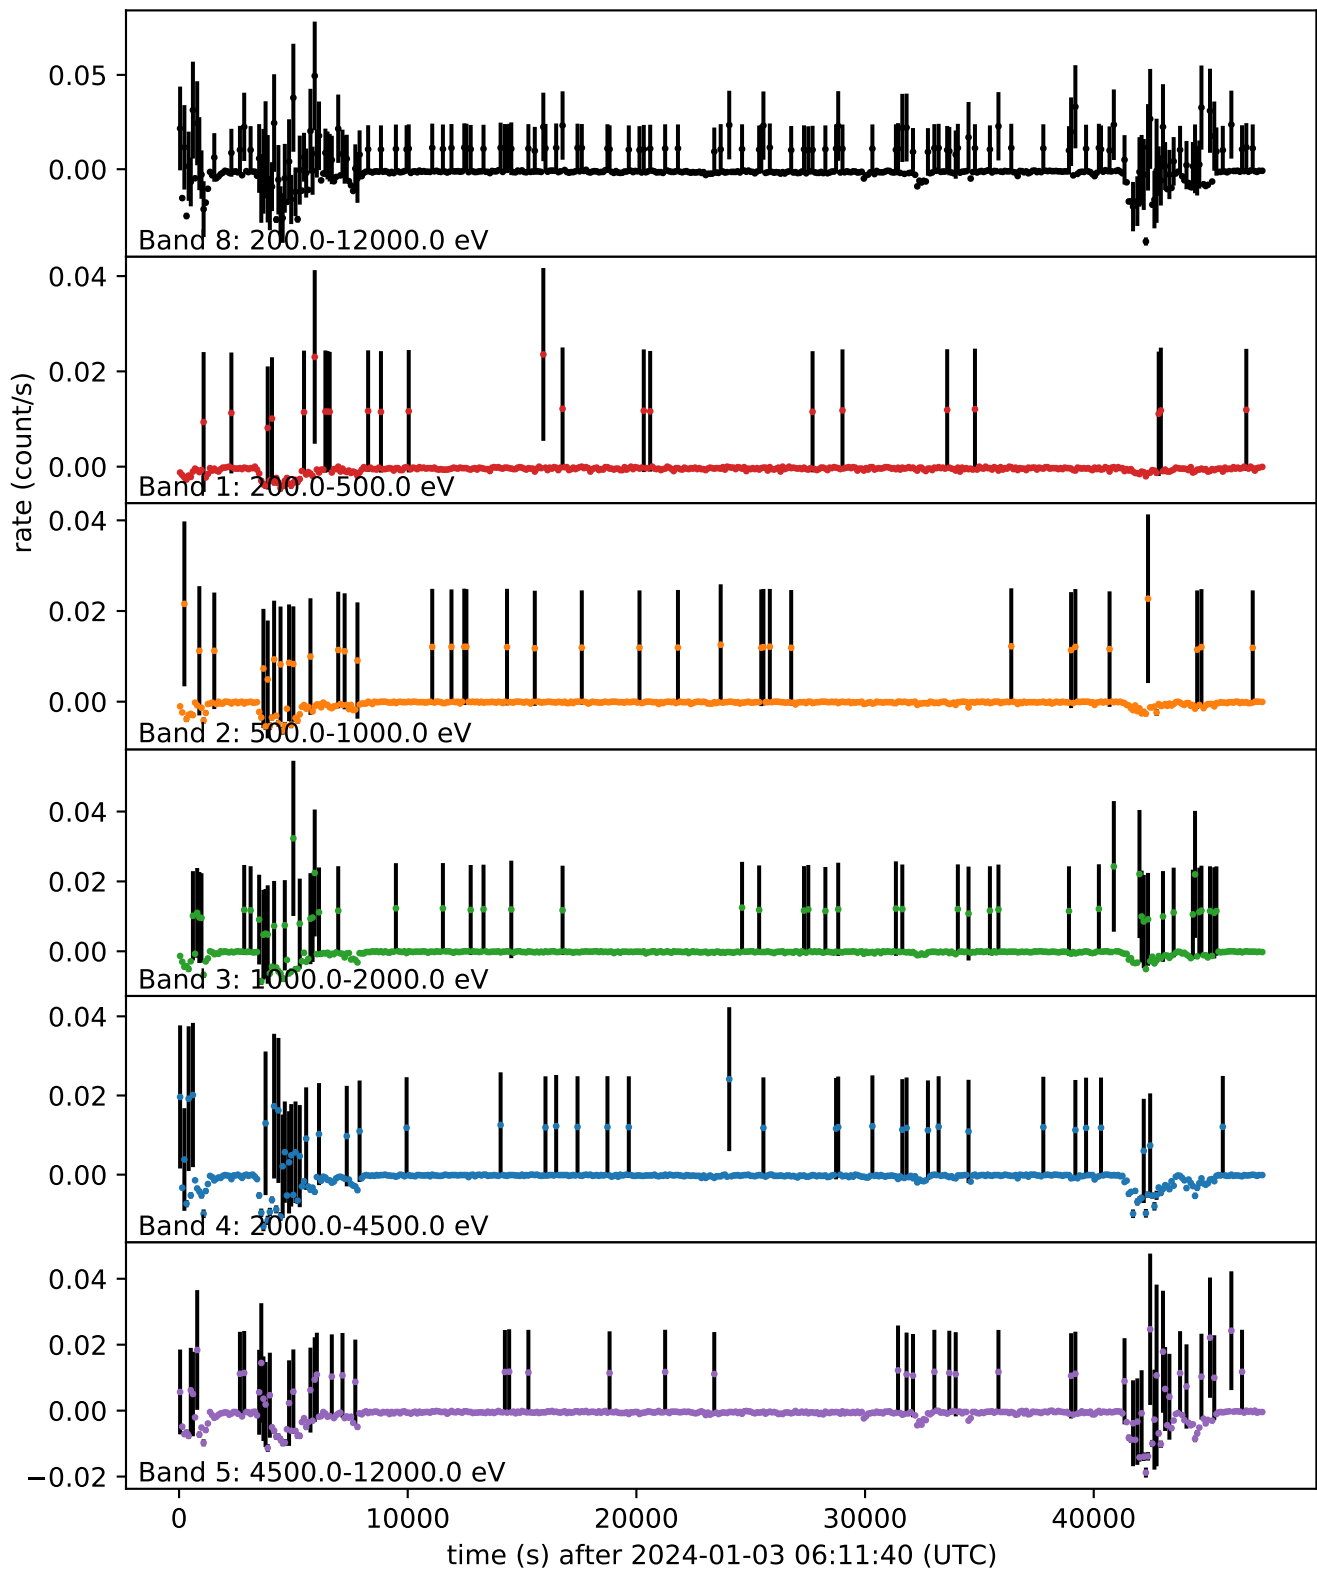 0.05
0.00
Band 8: 200.0-12000.0 eV
0.04
0.02
0.00
Band 1: 200.0-500.0 eV
rate (count/s)
0.04
0.02
0.00
Band 2: 500.0-1000.0 eV
0.04
0.02
0.00
Band 3: 1000.0-2000.0 eV
0.04
0.02
0.00
Band 4: 2000.0-4500.0 eV
0.04
0.02
0.00
−0.02
Band 5: 4500.0-12000.0 eV
0 10000 20000 30000 40000
time (s) after 2024-01-03 06:11:40 (UTC)